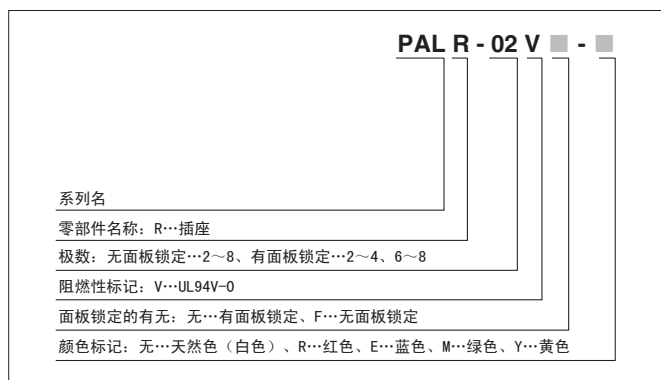 PAL R - 02 V ■ - ■
系列名
零部件名称：R…插座
极数：无面板锁定…2～8、有面板锁定…2～4、6～8
阻燃性标记：V…UL94V-0
面板锁定的有无：无…有面板锁定、F…无面板锁定
颜色标记：无…天然色（白色）、R…红色、E…蓝色、M…绿色、Y…黄色